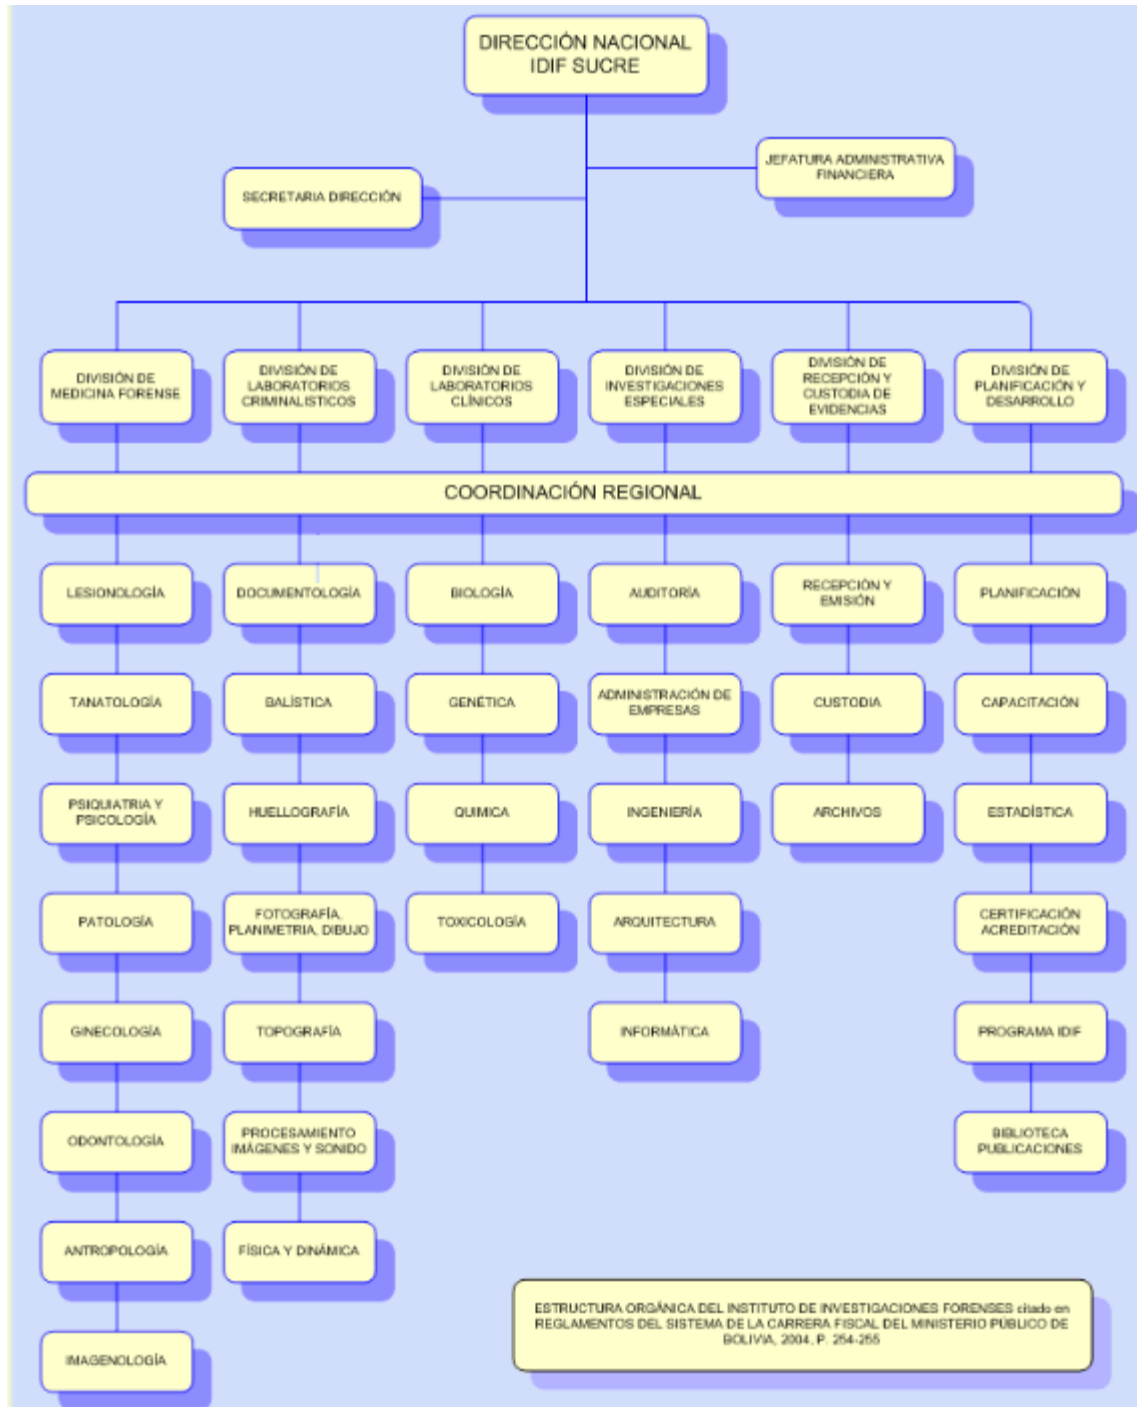 DIRECCIÓN NACIONAL
IDIF SUCRE
JEFATURA ADMINISTRATIVA
FINANCIERA
SECRETARIA DIRECCIÓN
DIVISIÓN DE
MEDICINA FORENSE
DIVISIÓN DE
LABORATORIOS
CRIMINALISTICOS
DIVISIÓN DE
LABORATORIOS
CLÍNICOS
DIVISIÓN DE
INVESTIGACIONES
ESPECIALES
DIVISIÓN DE
RECEPCIÓN Y
CUSTODIA DE
EVIDENCIAS
DIVISIÓN DE
PLANIFICACIÓN Y
DESARROLLO
COORDINACIÓN REGIONAL
LESIONOLOGÍA
DOCUMENTOLOGÍA
BIOLOGÍA
AUDITORÍA
RECEPCIÓN Y
EMISIÓN
PLANIFICACIÓN
TANATOLOGÍA
BALÍSTICA
GENÉTICA
ADMINISTRACIÓN DE
EMPRESAS
CUSTODIA
CAPACITACIÓN
PSIQUIATRIA Y
PSICOLOGÍA
HUELLOGRAFÍA
QUIMICA
INGENIERÍA
ARCHIVOS
ESTADÍSTICA
PATOLOGÍA
FOTOGRAFÍA,
PLANIMETRIA, DIBUJO
TOXICOLOGÍA
ARQUITECTURA
CERTIFICACIÓN
ACREDITACIÓN
GINECOLOGÍA
TOPOGRAFÍA
INFORMÁTICA
PROGRAMA IDIF
ODONTOLOGÍA
PROCESAMIENTO
IMÁGENES Y SONIDO
BIBLIOTECA
PUBLICACIONES
ANTROPOLOGÍA
FÍSICA Y DINÁMICA
IMAGENOLOGÍA
ESTRUCTURA ORGÁNICA DEL INSTITUTO DE INVESTIGACIONES FORENSES citado en
REGLAMENTOS DEL SISTEMA DE LA CARRERA FISCAL DEL MINISTERIO PÚBLICO DE
BOLIVIA, 2004, P. 254-255